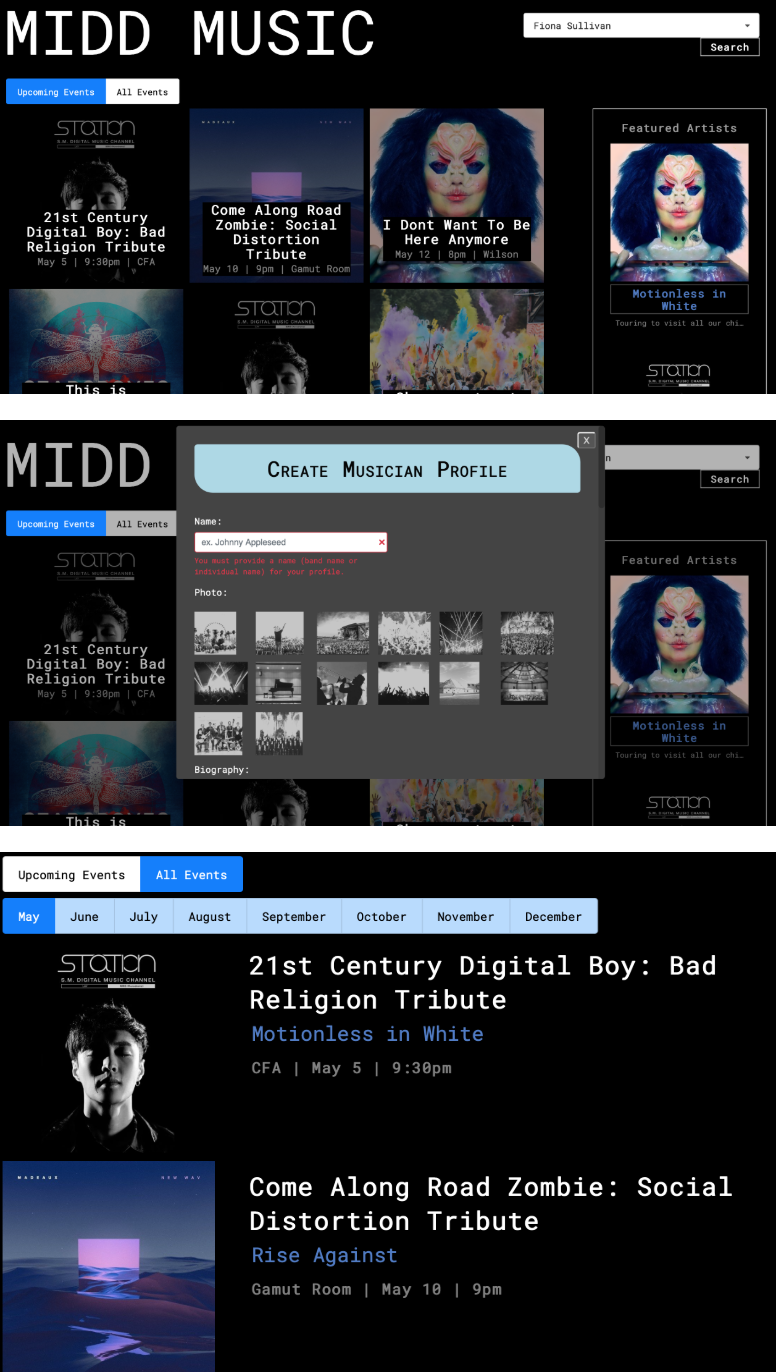 MIDD MUSIC
Fiona Sullivan
Search
Upcoming Events
All Events
STATION
S.M. DIGITAL MUSIC CHANNEL
21st Century
Digital Boy: Bad
Religion Tribute
May 5 | 9:30pm | CFA
NEW WAV
Come Along Road
Zombie: Social
Distortion
Tribute
May 10 | 9pm | Gamut Room
I Dont Want To Be
Here Anymore
May 12 | 8pm | Wilson
Featured Artists
Motionless in
White
Touring to visit all our chi…
STATION
S.M. DIGITAL MUSIC CHANNEL
This is
STATION
S.M. DIGITAL MUSIC CHANNEL
MIDD
n
Search
X
Create Musician Profile
Upcoming Events
All Events
Name:
ex. Johnny Appleseed
You must provide a name (band name or
individual name) for your profile.
Photo:
Biography:
STATION
S.M. DIGITAL MUSIC CHANNEL
21st Century
Digital Boy: Bad
Religion Tribute
May 5 | 9:30pm | CFA
This is
Featured Artists
Motionless in
White
Touring to visit all our chi…
STATION
S.M. DIGITAL MUSIC CHANNEL
Upcoming Events
All Events
May
June
July
August
September
October
November
December
STATION
S.M. DIGITAL MUSIC CHANNEL
21st Century Digital Boy: Bad
Religion Tribute
Motionless in White
CFA | May 5 | 9:30pm
NEW WAV
Come Along Road Zombie: Social
Distortion Tribute
Rise Against
Gamut Room | May 10 | 9pm